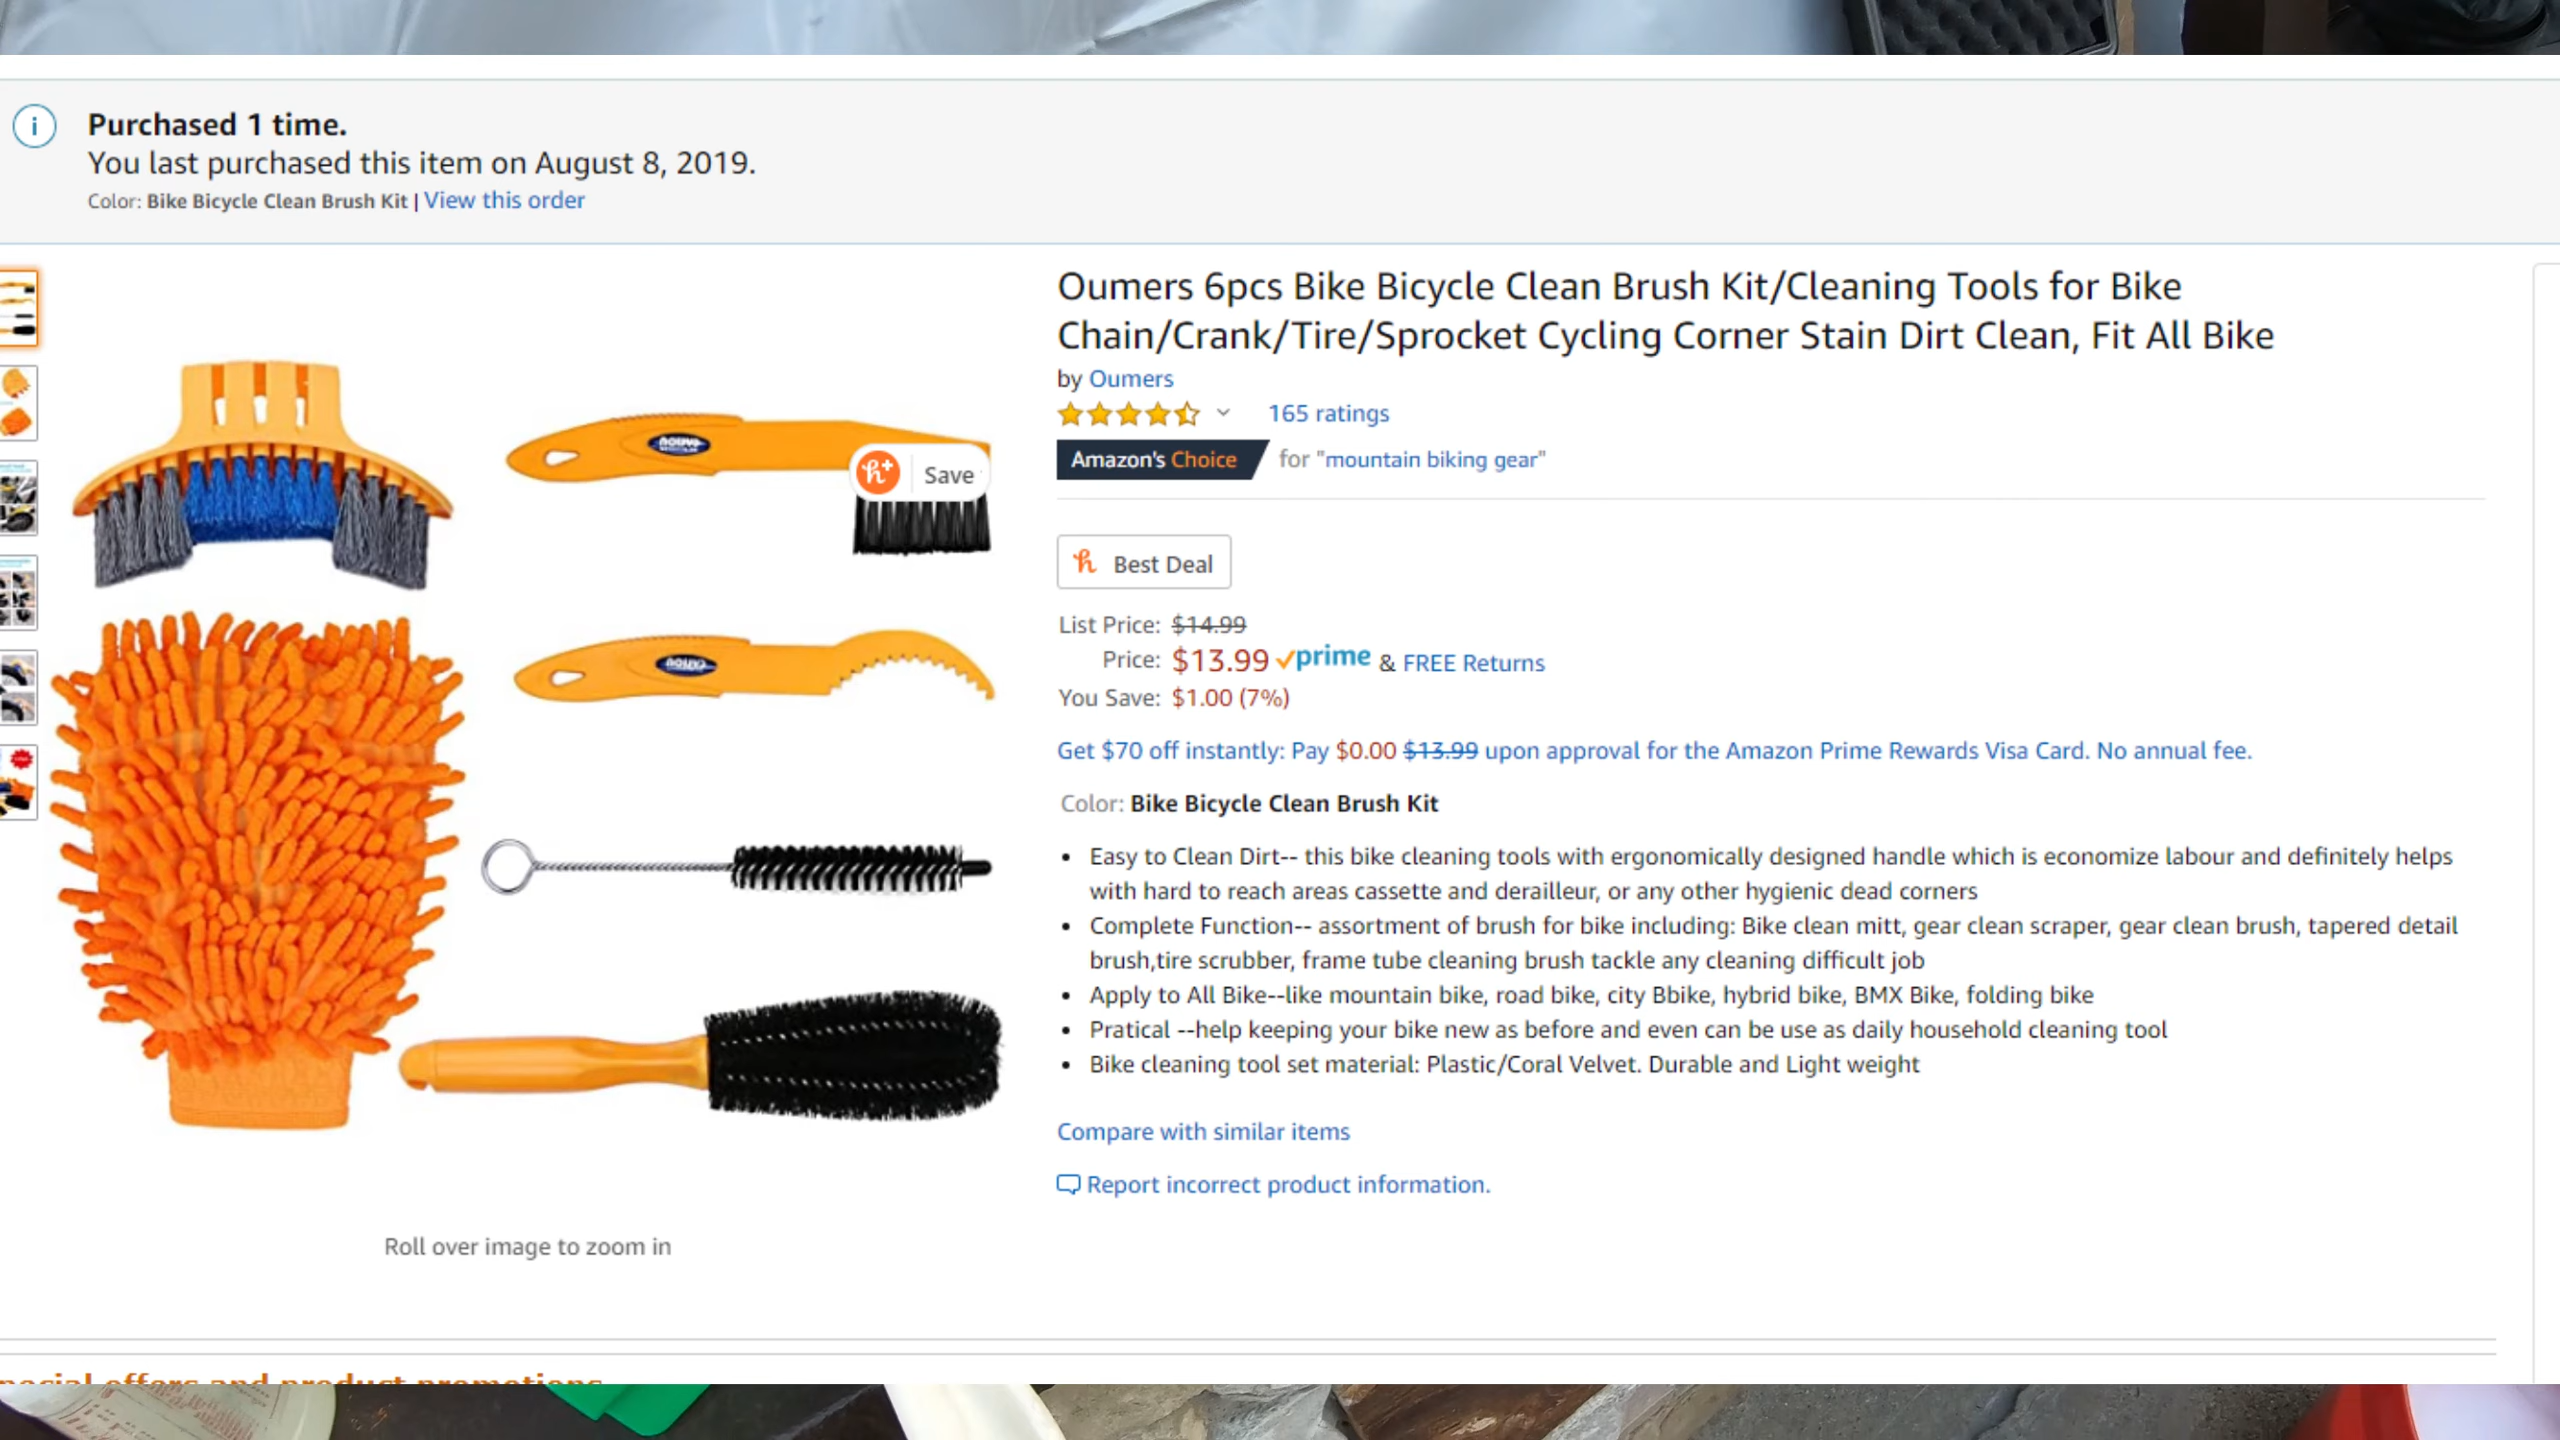 Purchased 1 time.
You last purchased this item on August 8, 2019.
Color: Bike Bicycle Clean Brush Kit | View this order
Oumers 6pcs Bike Bicycle Clean Brush Kit/Cleaning Tools for Bike
Chain/Crank/Tire/Sprocket Cycling Corner Stain Dirt Clean, Fit All Bike
by Oumers
165 ratings
Amazon's Choice for "mountain biking gear"
Save
Best Deal
List Price: $14.99
Price: $13.99 prime & FREE Returns
You Save: $1.00 (7%)
Get $70 off instantly: Pay $0.00 $13.99 upon approval for the Amazon Prime Rewards Visa Card. No annual fee.
Color: Bike Bicycle Clean Brush Kit
Easy to Clean Dirt-- this bike cleaning tools with ergonomically designed handle which is economize labour and definitely helps
with hard to reach areas cassette and derailleur, or any other hygienic dead corners
Complete Function-- assortment of brush for bike including: Bike clean mitt, gear clean scraper, gear clean brush, tapered detail
brush,tire scrubber, frame tube cleaning brush tackle any cleaning difficult job
Apply to All Bike--like mountain bike, road bike, city Bbike, hybrid bike, BMX Bike, folding bike
Pratical --help keeping your bike new as before and even can be use as daily household cleaning tool
Bike cleaning tool set material: Plastic/Coral Velvet. Durable and Light weight
Compare with similar items
Report incorrect product information.
Roll over image to zoom in
offers and product promotions